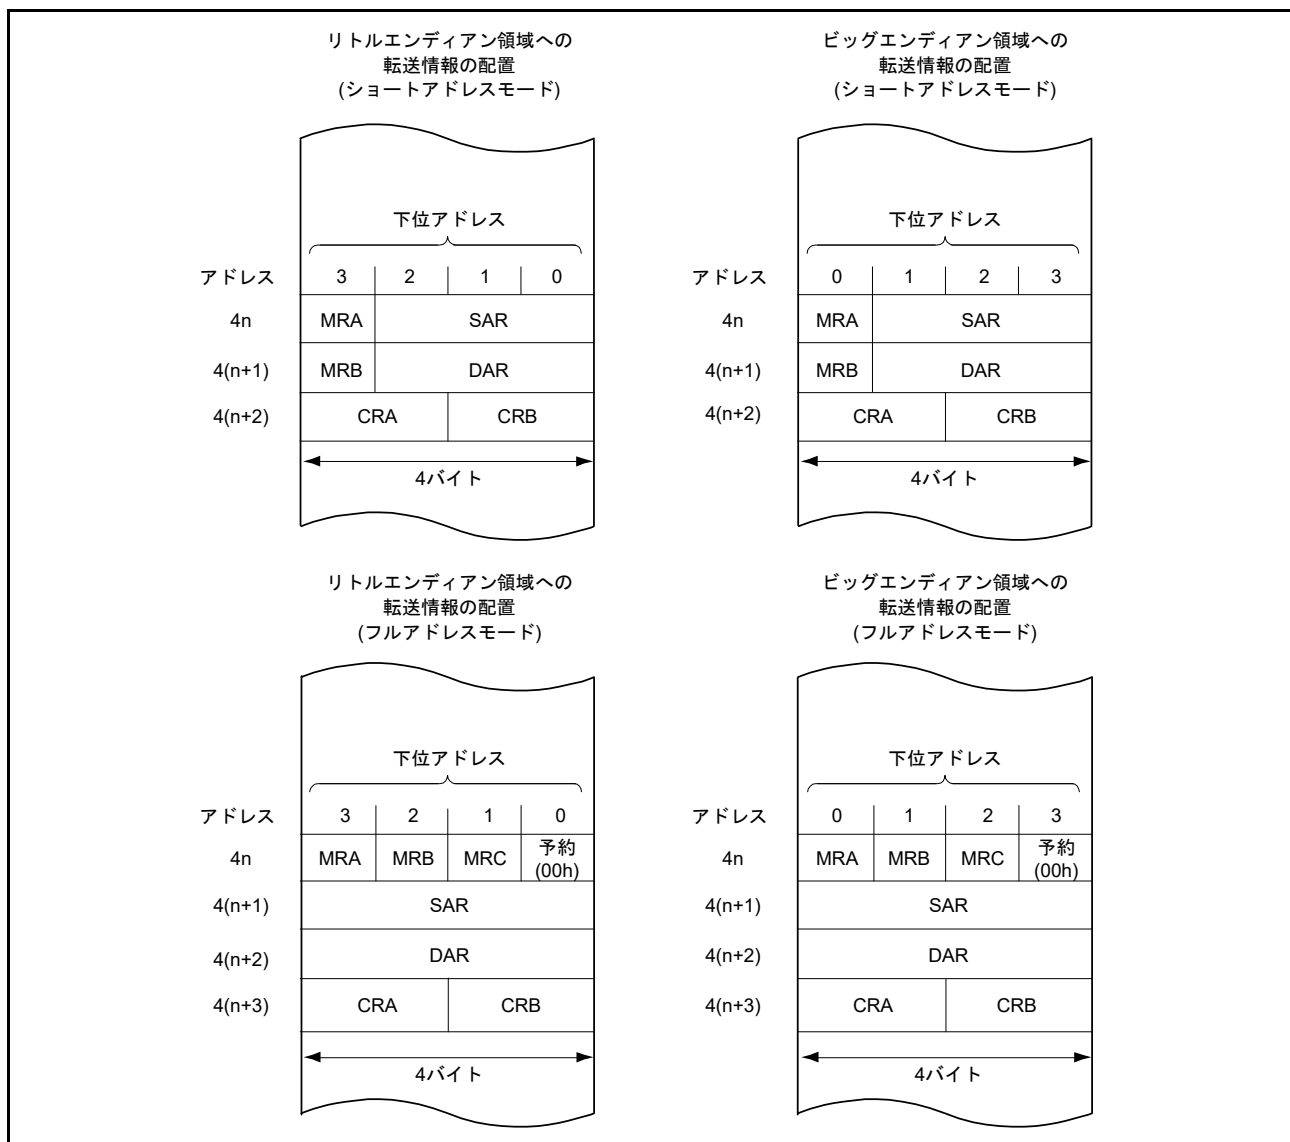 リトルエンディアン領域への
転送情報の配置
(ショートアドレスモード)
下位アドレス
アドレス 3 2 1 0
4n MRA SAR
4(n+1) MRB DAR
4(n+2) CRA CRB
4バイト
ビッグエンディアン領域への
転送情報の配置
(ショートアドレスモード)
下位アドレス
アドレス 0 1 2 3
4n MRA SAR
4(n+1) MRB DAR
4(n+2) CRA CRB
4バイト
リトルエンディアン領域への
転送情報の配置
(フルアドレスモード)
下位アドレス
アドレス 3 2 1 0
4n MRA MRB MRC 予約
(00h)
4(n+1) SAR
4(n+2) DAR
4(n+3) CRA CRB
4バイト
ビッグエンディアン領域への
転送情報の配置
(フルアドレスモード)
下位アドレス
アドレス 0 1 2 3
4n MRA MRB MRC 予約
(00h)
4(n+1) SAR
4(n+2) DAR
4(n+3) CRA CRB
4バイト